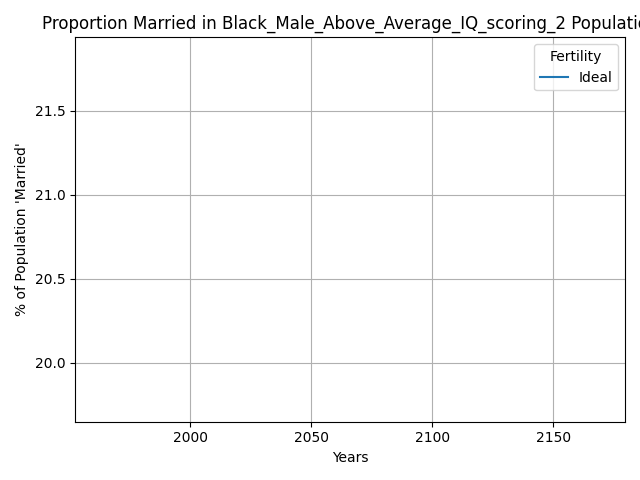 Proportion Married in Black_Male_Above_Average_IQ_scoring_2 Populati
Fertility
Ideal
21.5
21.0
20.5
20.0
% of Population 'Married'
2000 2050 2100 2150
Years